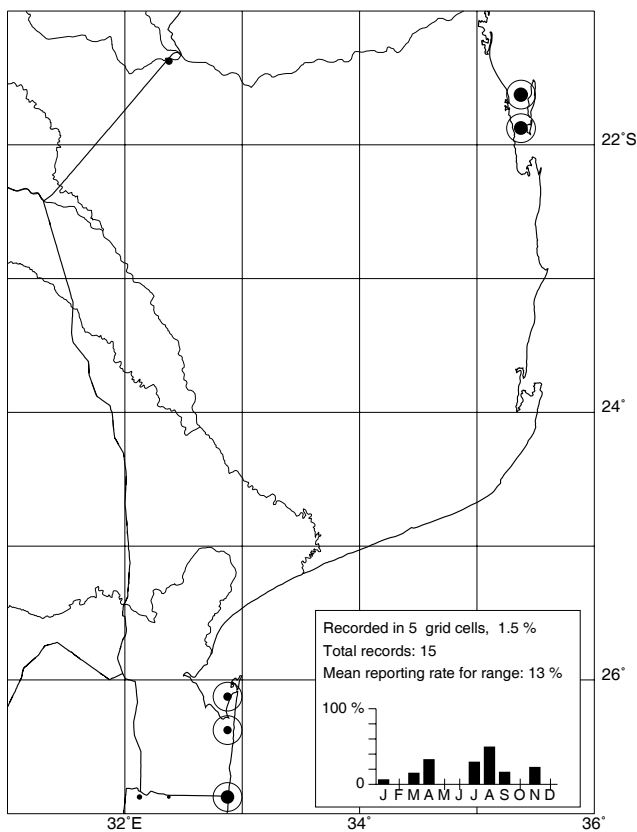 22°S
24°
Recorded in 5 grid cells, 1.5 %
Total records: 15
Mean reporting rate for range: 13 %
26°
100 %
0
J F M A M J J A S O N D
32°E 34° 36°